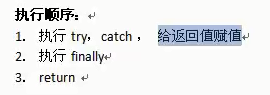 执行顺序：
1. 执行 try，catch ， 给返回值赋值
2. 执行 finally
3. return